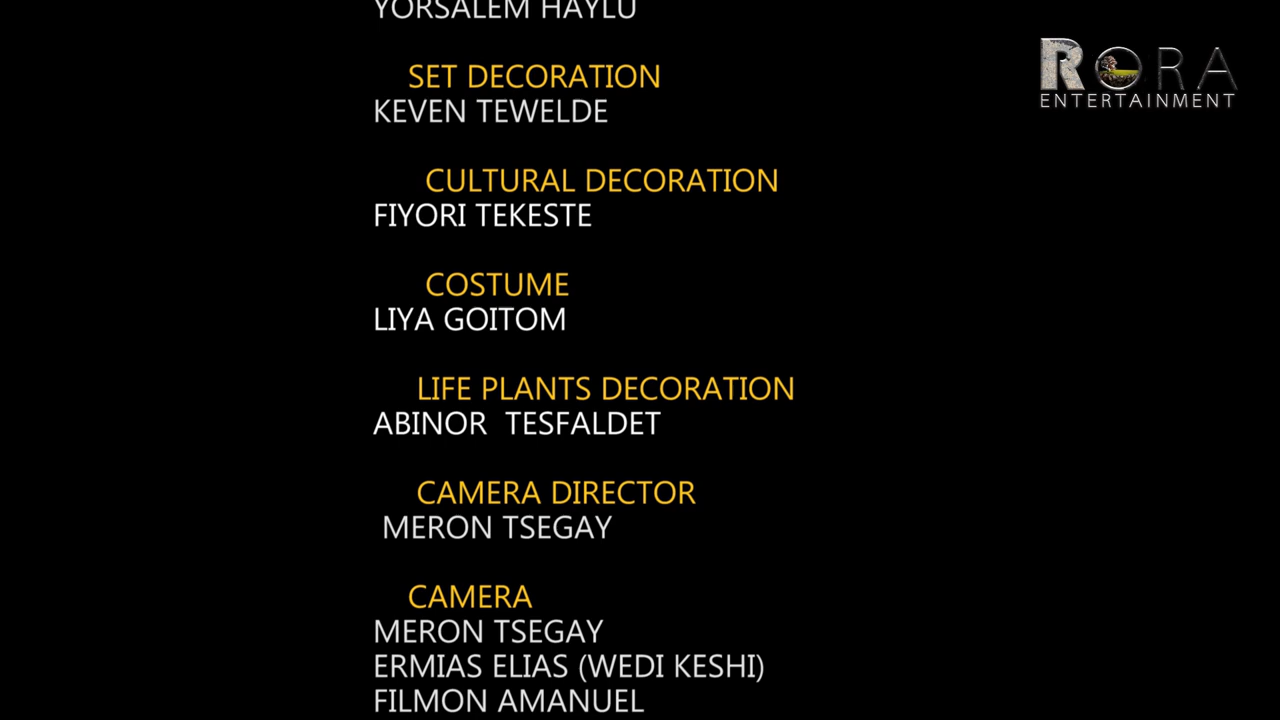 YORSALEM HAYLU
SET DECORATION
KEVEN TEWELDE
CULTURAL DECORATION
FIYORI TEKESTE
COSTUME
LIYA GOITOM
LIFE PLANTS DECORATION
ABINOR  TESFALDET
CAMERA DIRECTOR
MERON TSEGAY
CAMERA
MERON TSEGAY
ERMIAS ELIAS (WEDI KESHI)
FILMON AMANUEL
RORA
ENTERTAINMENT